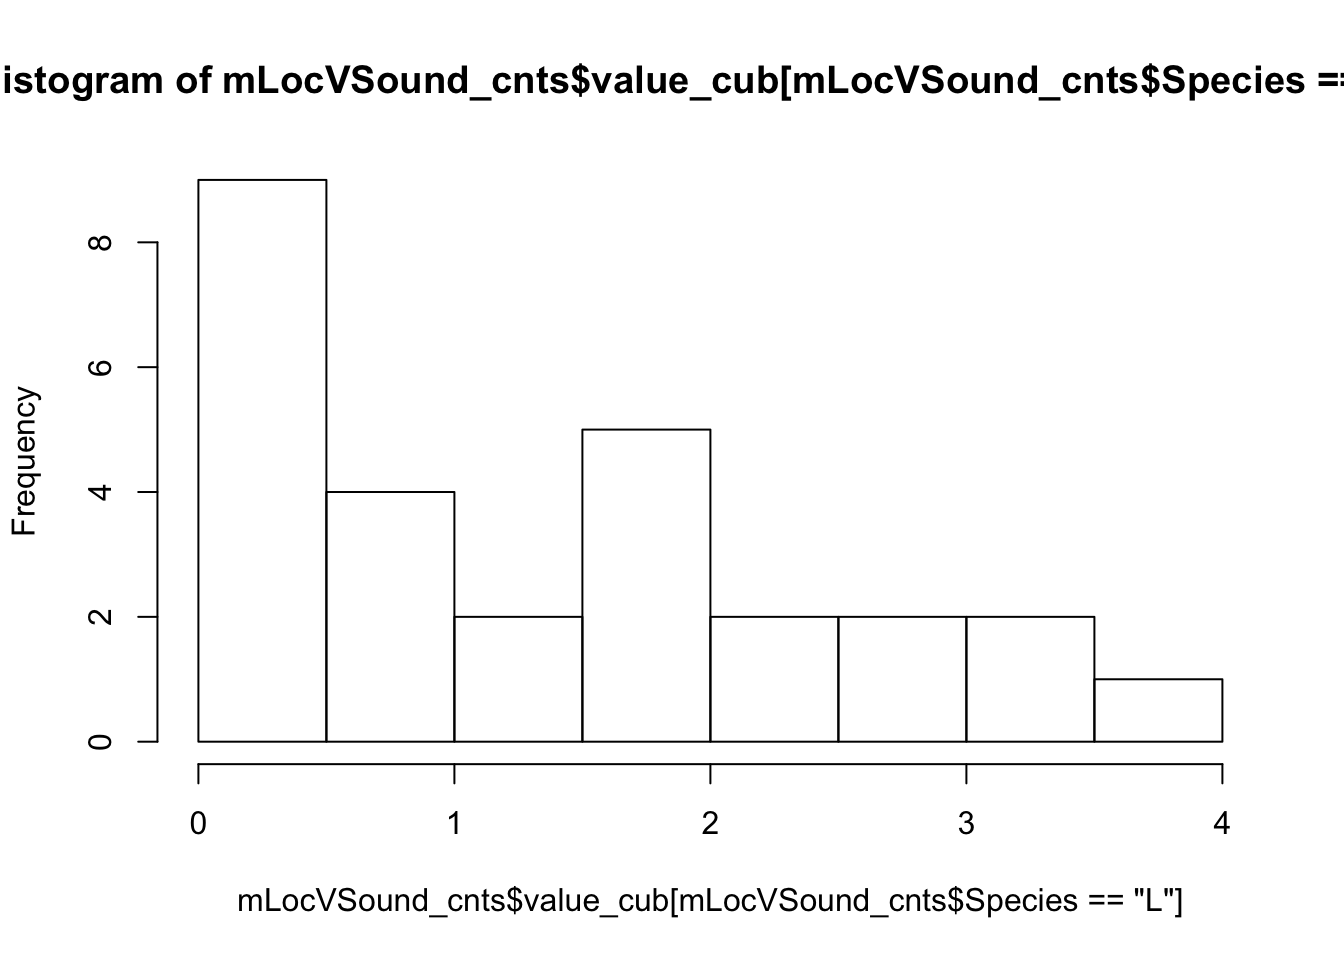 istogram of mLocVSound_cnts$value_cub[mLocVSound_cnts$Species ==
8
6
4
2
0
Frequency
0 1 2 3 4
mLocVSound_cnts$value_cub[mLocVSound_cnts$Species == "L"]